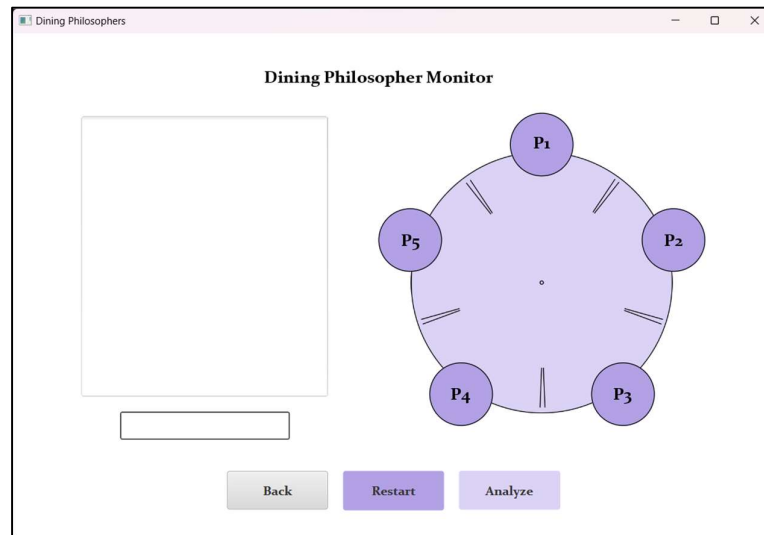 Dining Philosophers
Dining Philosopher Monitor
P1
P5
P2
P4
P3
Back
Restart
Analyze